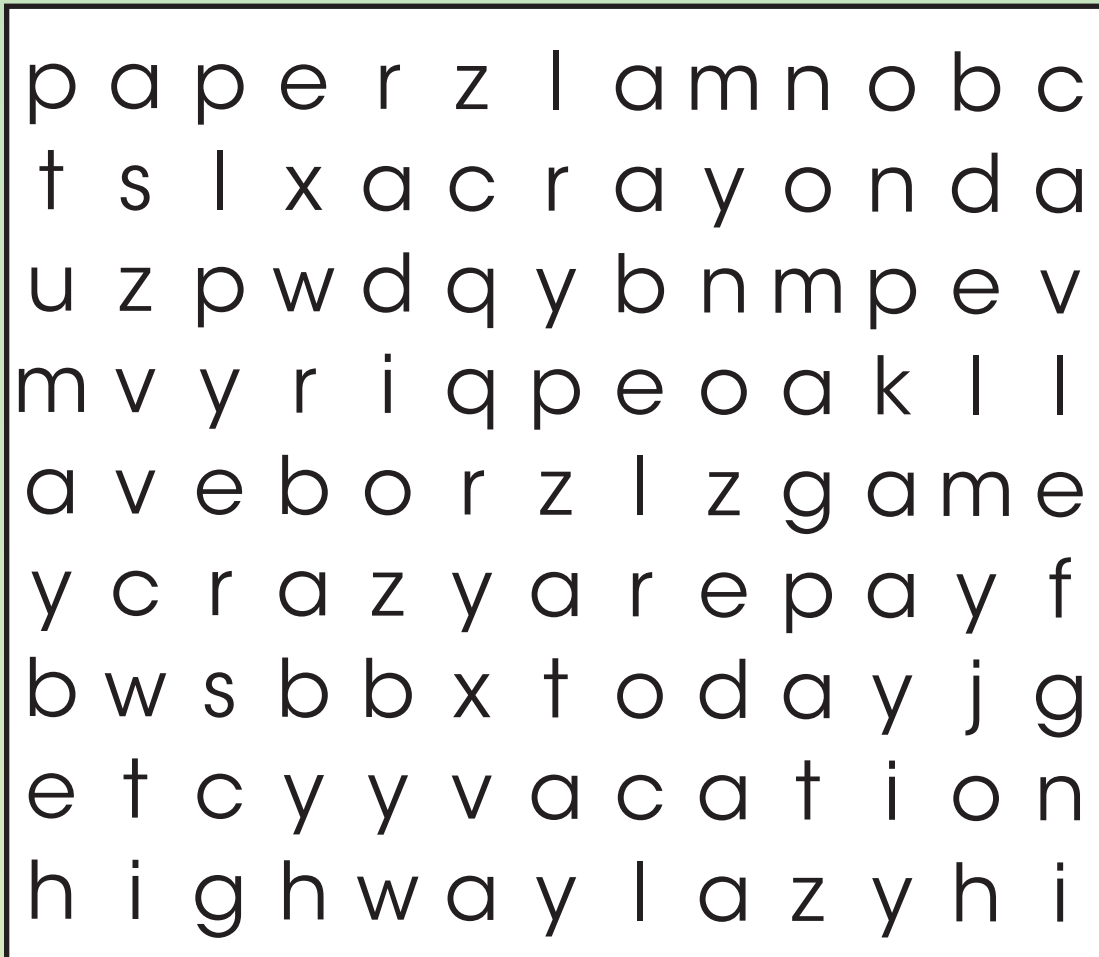 p a p e r z l a m n o b c
t s l x a c r a y o n d a
u z p w d q y b n m p e v
m v y r i q p e o a k l l
a v e b o r z l z g a m e
y c r a z y a r e p a y f
b w s b b x t o d a y j g
e t c y y v a c a t i o n
h i g h w a y l a z y h i